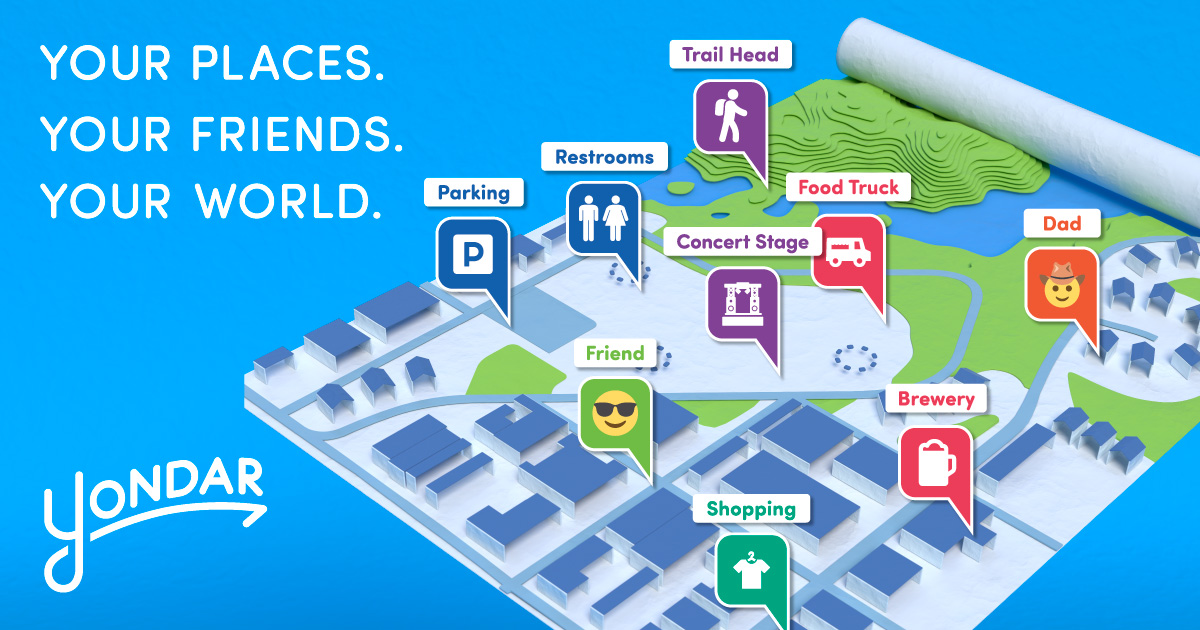 YOUR PLACES.
YOUR FRIENDS.
YOUR WORLD.
Trail Head
Restrooms
Parking
P
Food Truck
Concert Stage
Dad
Friend
Brewery
Shopping
2
YONDAR